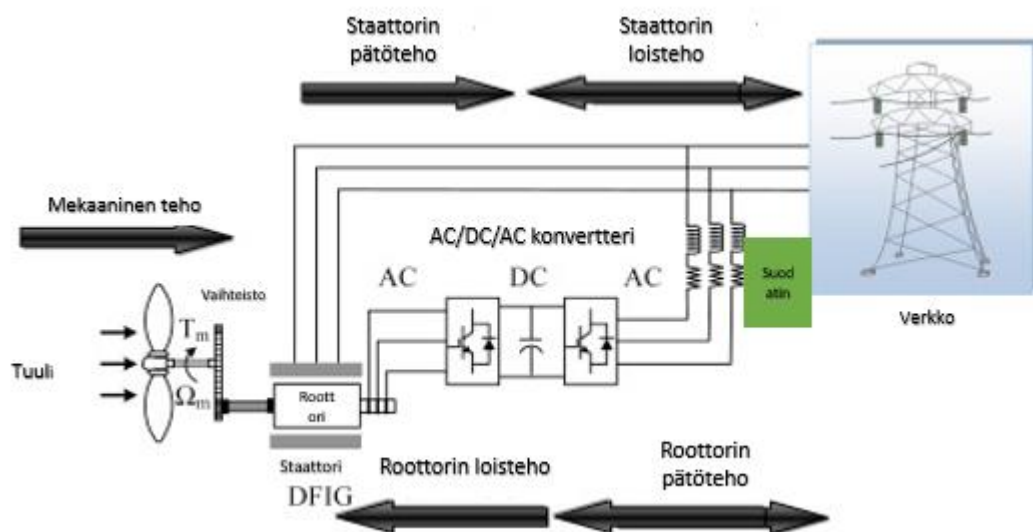 Staattorin
pätöteho
Staattorin
loisteho
Mekaaninen teho
AC/DC/AC konvertteri
AC
DC
AC
Suod
atin
Verkko
Vaihteisto
Tuuli
Tm
Ωm
Roott
ori
Staattori
DFIG
Roottorin loisteho
Roottorin
pätöteho